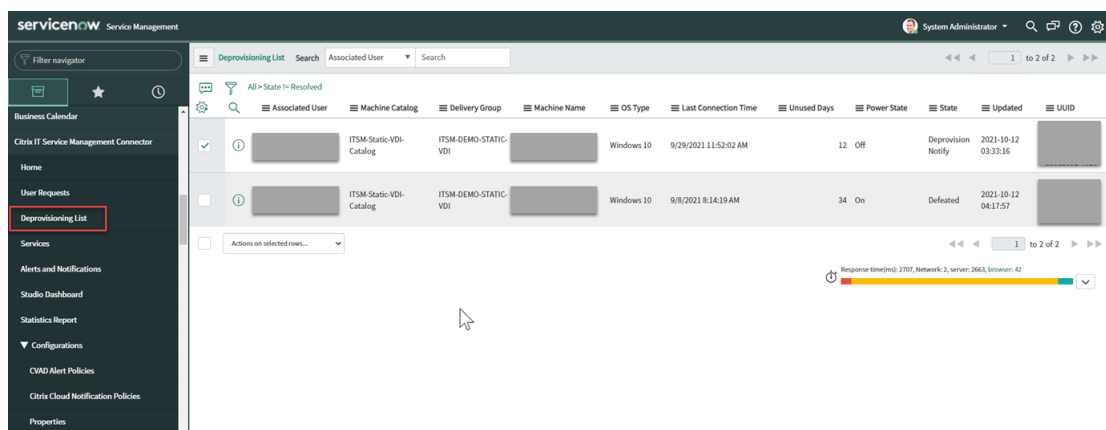 servicenow Service Management
System Administrator
Filter navigator
Deprovisioning List Search Associated User Search
1 to 2 of 2
All > State != Resolved
Business Calendar
Citrix IT Service Management Connector
Home
User Requests
Deprovisioning List
Services
Alerts and Notifications
Studio Dashboard
Statistics Report
Configurations
CVAD Alert Policies
Citrix Cloud Notification Policies
Properties
Associated User Machine Catalog Delivery Group Machine Name OS Type Last Connection Time Unused Days Power State State Updated UUID
ITSM-Static-VDI-Catalog ITSM-DEMO-STATIC-VDI Windows 10 9/29/2021 11:52:02 AM 12 Off Deprovision Notify 2021-10-12 03:33:16
ITSM-Static-VDI-Catalog ITSM-DEMO-STATIC-VDI Windows 10 9/8/2021 8:14:19 AM 34 On Defeated 2021-10-12 04:17:57
Actions on selected rows...
1 to 2 of 2
Response time(ms): 2707, Network: 2, server: 2663, browser: 42